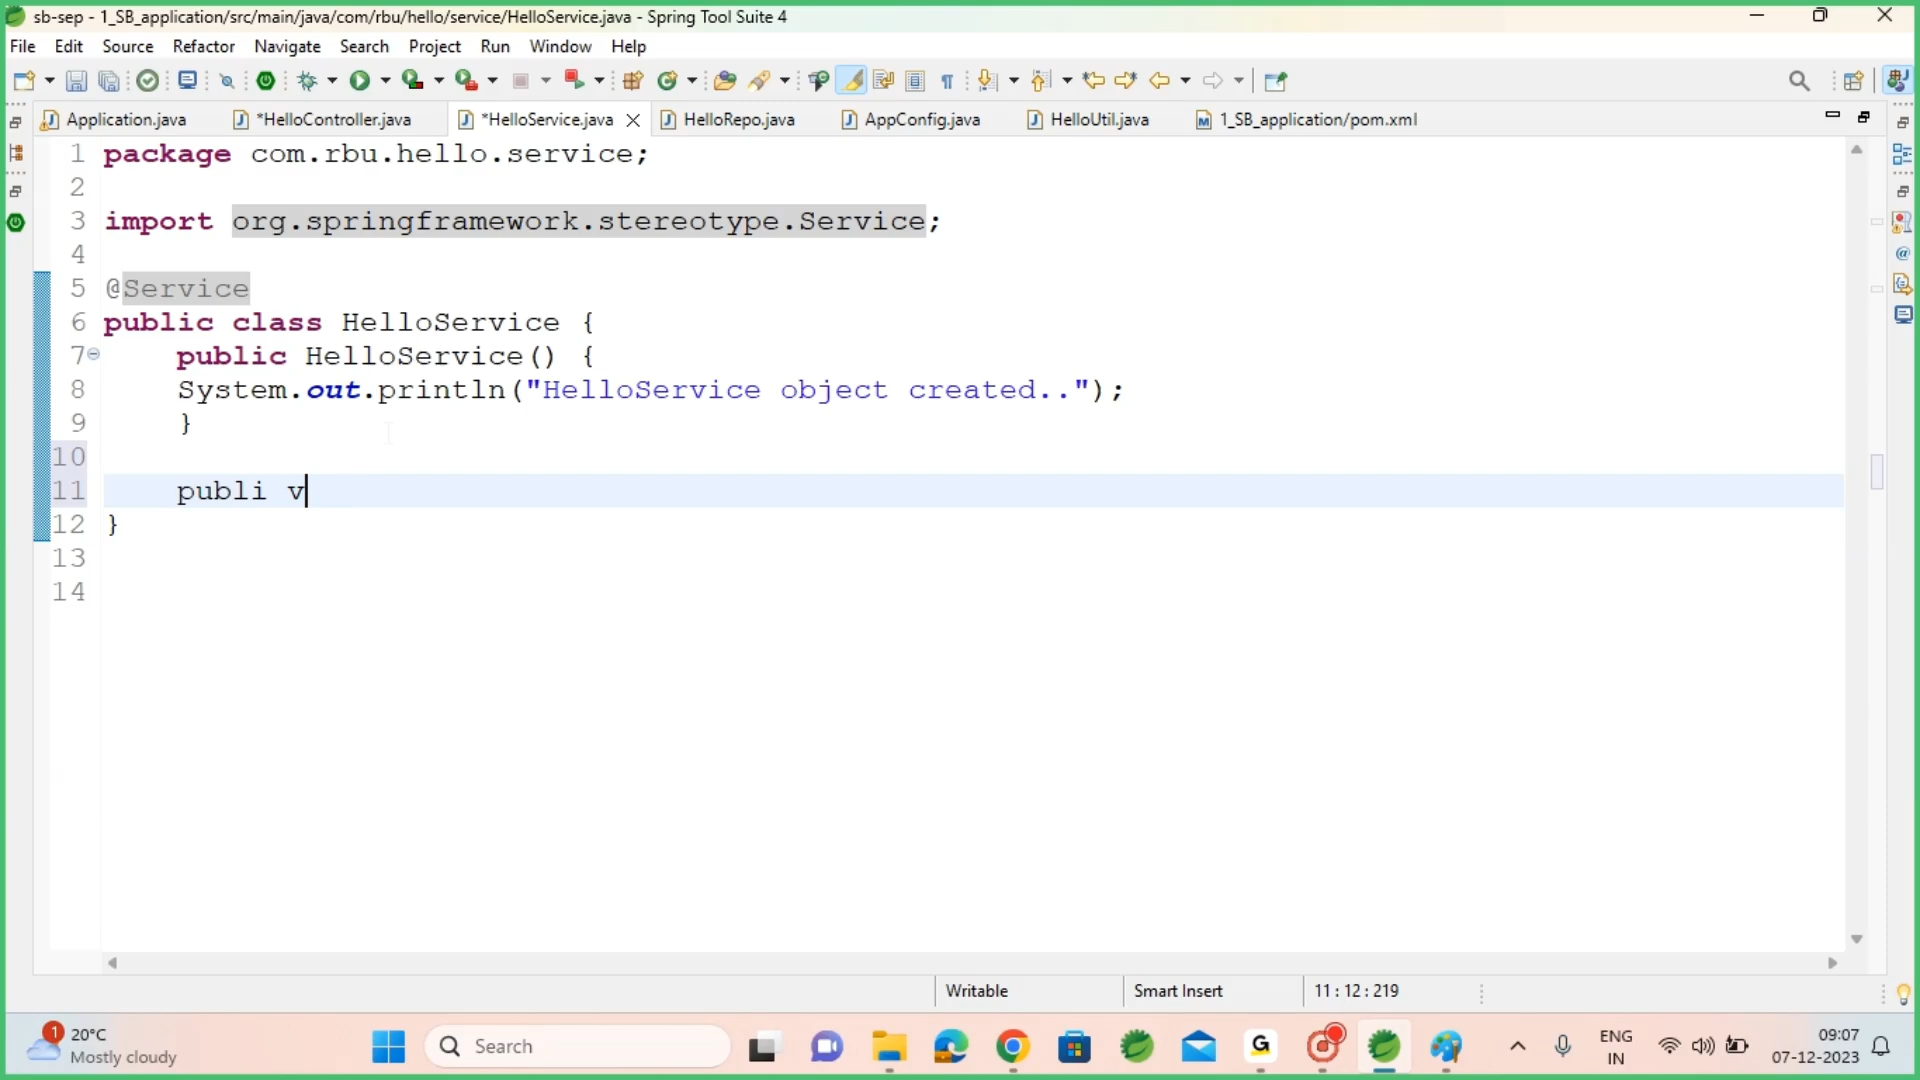 sb-sep - 1_SB_application/src/main/java/com/rbu/hello/service/HelloService.java - Spring Tool Suite 4
File Edit Source Refactor Navigate Search Project Run Window Help
Application.java *HelloController.java *HelloService.java HelloRepo.java AppConfig.java HelloUtil.java 1_SB_application/pom.xml
1 package com.rbu.hello.service;
2
3 import org.springframework.stereotype.Service;
4
5 @Service
6 public class HelloService {
7 public HelloService() {
8 System.out.println("HelloService object created..");
9 }
10
11 publi v
12 }
13
14
Writable Smart Insert 11 : 12 : 219
1 20°C
Mostly cloudy
Search
ENG
IN
09:07
07-12-2023